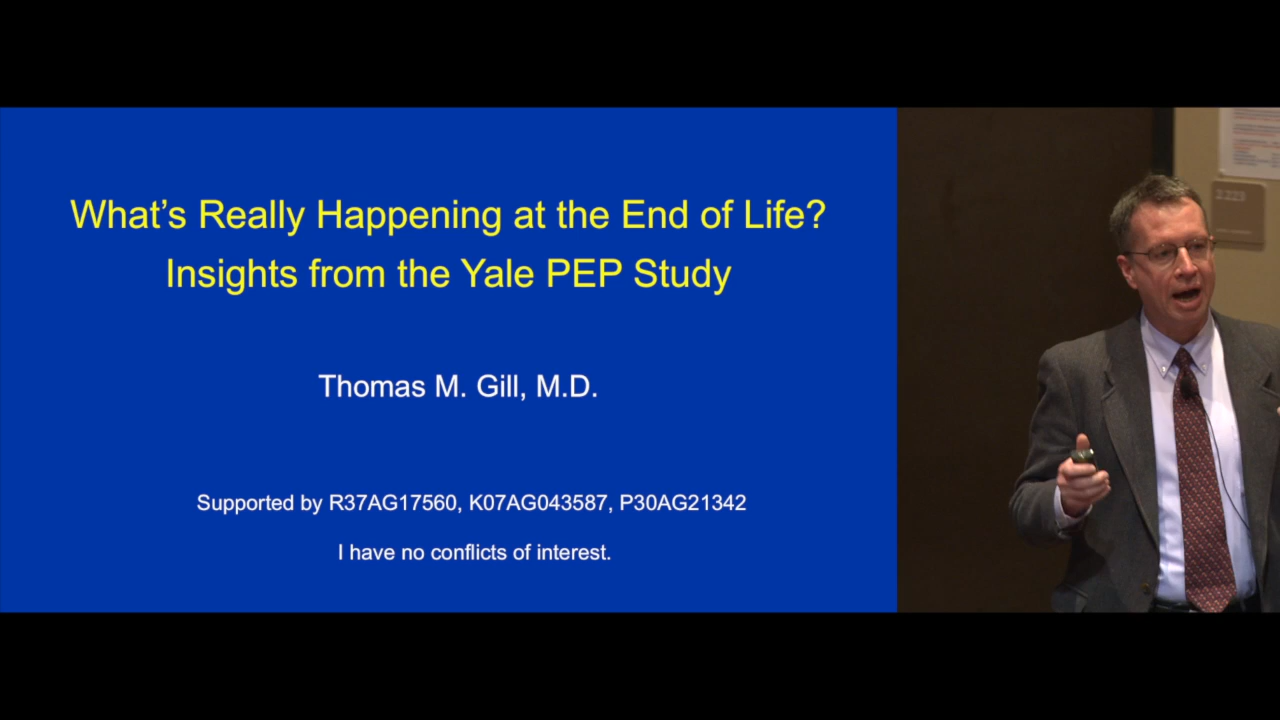 What’s Really Happening at the End of Life?
Insights from the Yale PEP Study
Thomas M. Gill, M.D.
Supported by R37AG17560, K07AG043587, P30AG21342
I have no conflicts of interest.